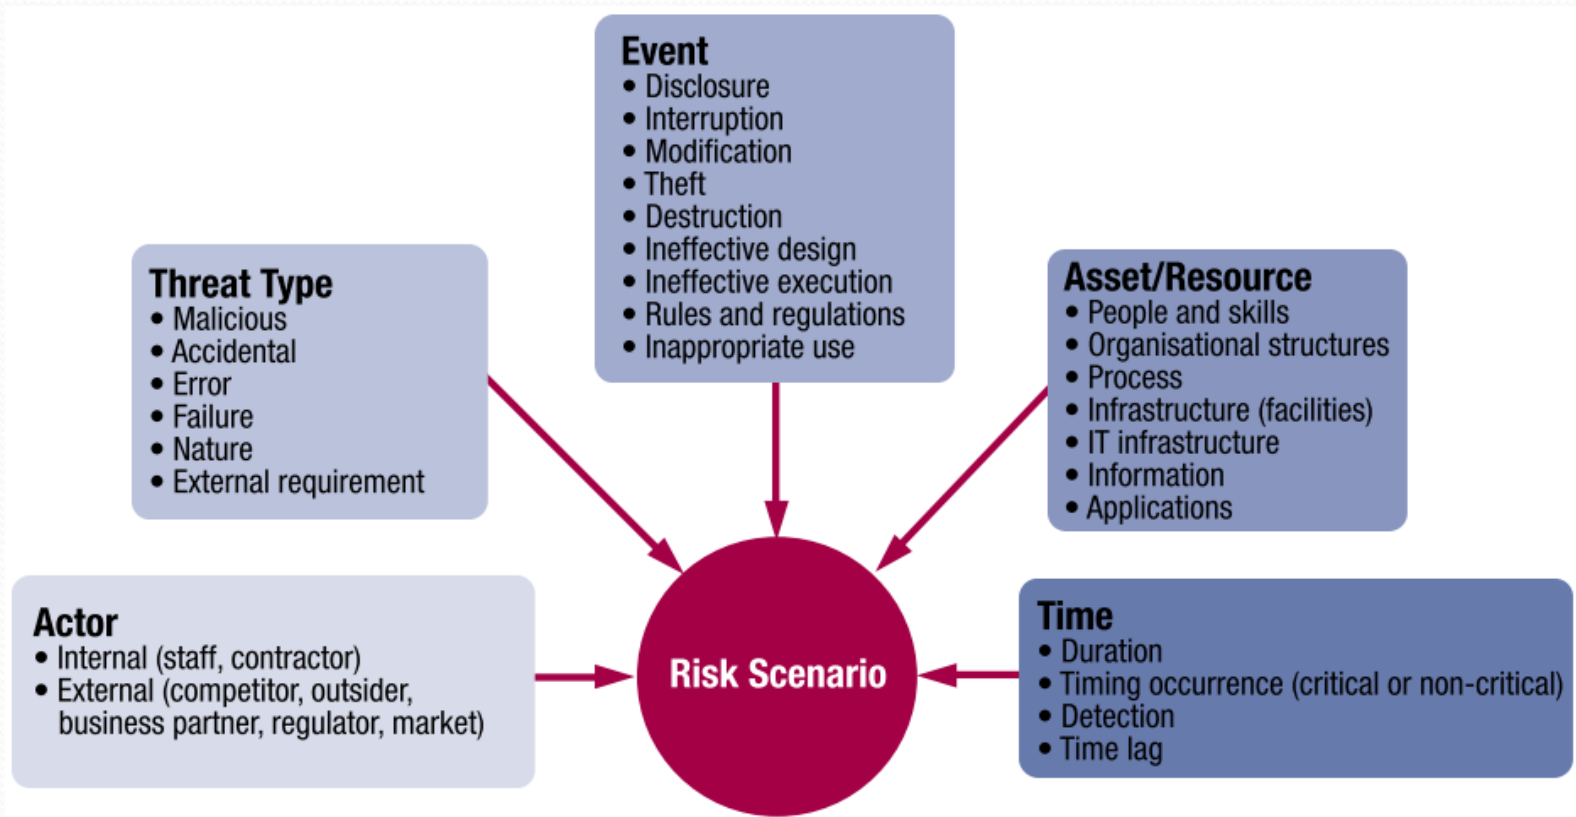 Event
• Disclosure
• Interruption
• Modification
• Theft
• Destruction
• Ineffective design
• Ineffective execution
• Rules and regulations
• Inappropriate use
Threat Type
• Malicious
• Accidental
• Error
• Failure
• Nature
• External requirement
Asset/Resource
• People and skills
• Organisational structures
• Process
• Infrastructure (facilities)
• IT infrastructure
• Information
• Applications
Actor
• Internal (staff, contractor)
• External (competitor, outsider,
business partner, regulator, market)
Risk Scenario
Time
• Duration
• Timing occurrence (critical or non-critical)
• Detection
• Time lag